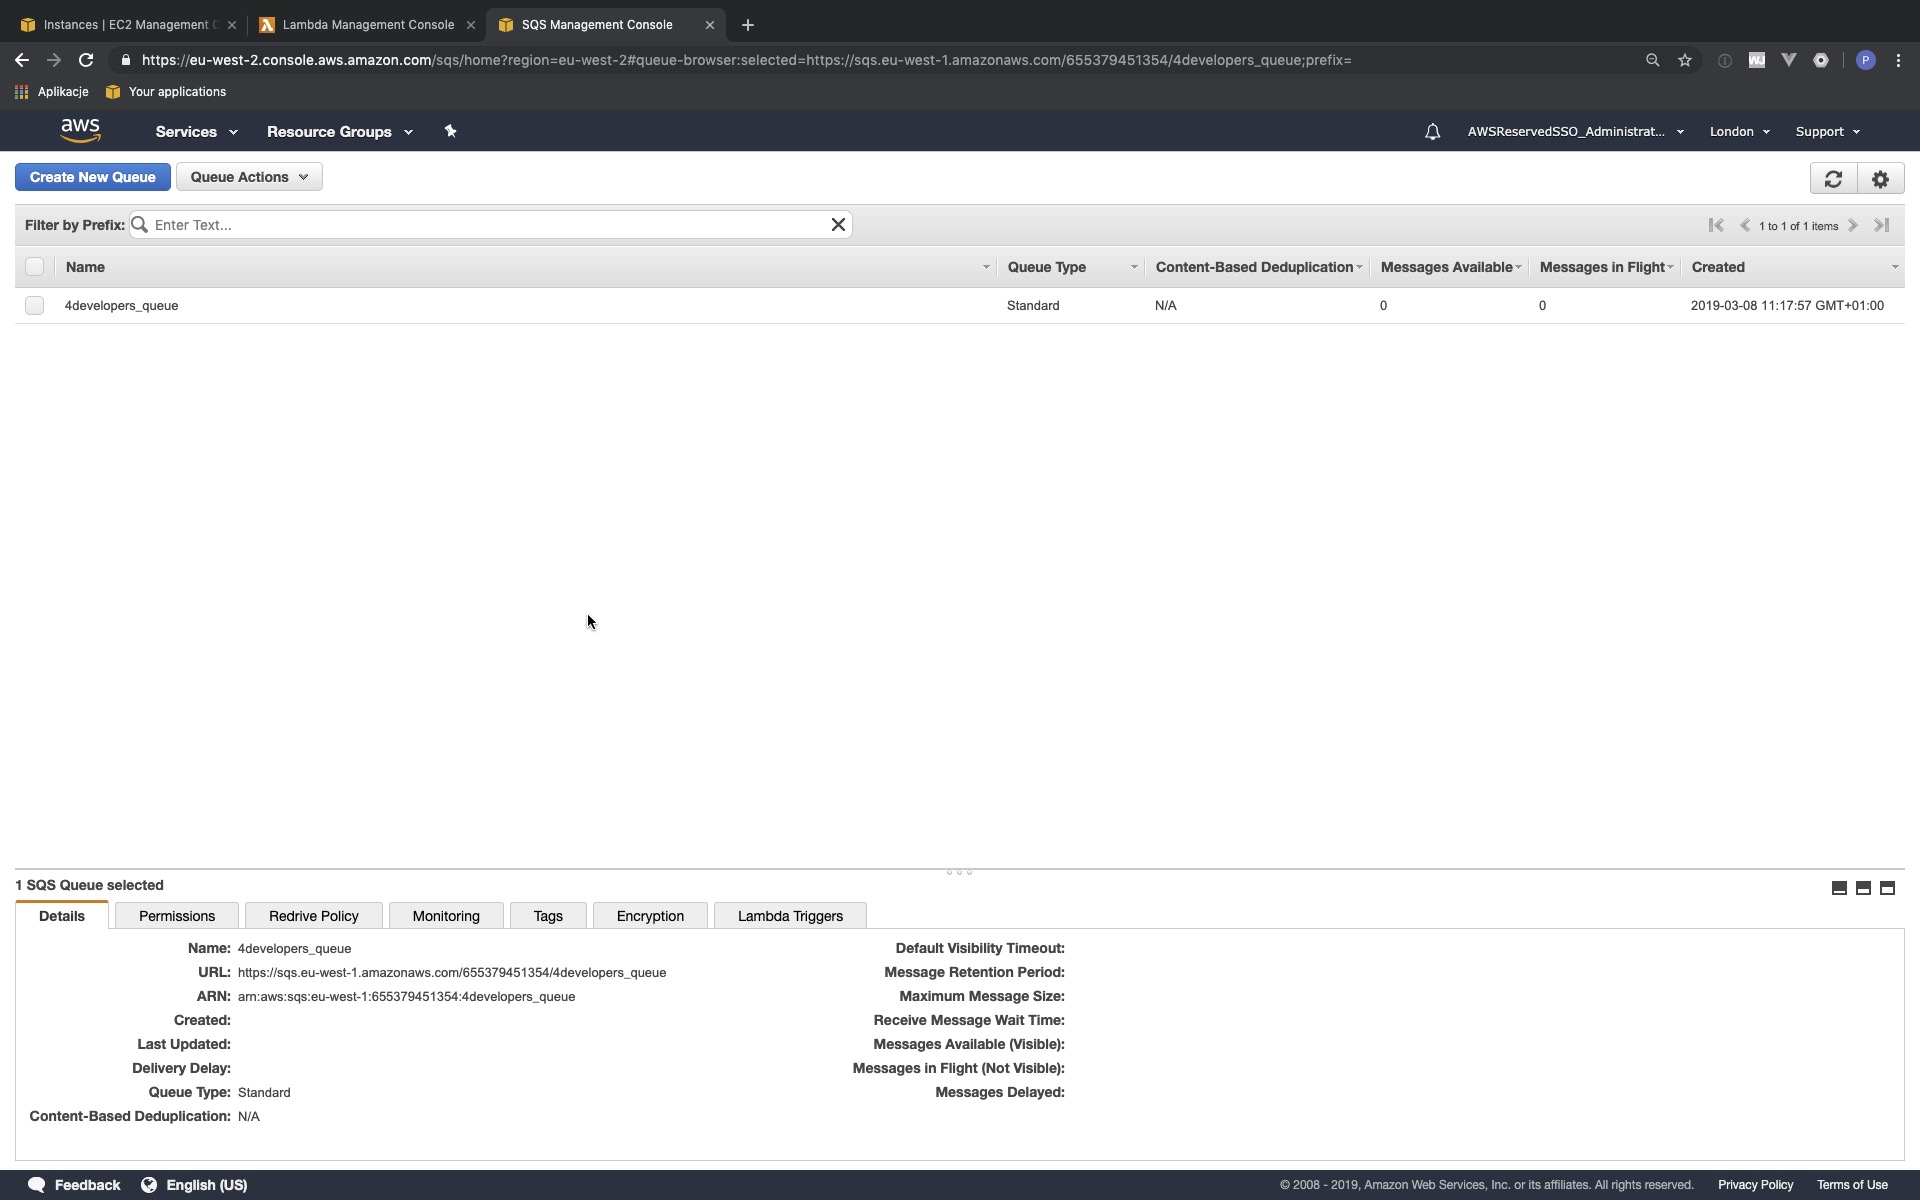 Instances | EC2 Management C
Lambda Management Console
SQS Management Console
https://eu-west-2.console.aws.amazon.com/sqs/home?region=eu-west-2#queue-browser:selected=https://sqs.eu-west-1.amazonaws.com/655379451354/4developers_queue;prefix=
WJ
P
Aplikacje
Your applications
aws
Services
Resource Groups
AWSReservedSSO_Administrat...
London
Support
Create New Queue
Queue Actions
Filter by Prefix:
Enter Text...
1 to 1 of 1 items
Name
Queue Type
Content-Based Deduplication
Messages Available
Messages in Flight
Created
4developers_queue
Standard
N/A
0
0
2019-03-08 11:17:57 GMT+01:00
1 SQS Queue selected
Details
Permissions
Redrive Policy
Monitoring
Tags
Encryption
Lambda Triggers
Name: 4developers_queue
URL: https://sqs.eu-west-1.amazonaws.com/655379451354/4developers_queue
ARN: arn:aws:sqs:eu-west-1:655379451354:4developers_queue
Created:
Last Updated:
Delivery Delay:
Queue Type: Standard
Content-Based Deduplication: N/A
Default Visibility Timeout:
Message Retention Period:
Maximum Message Size:
Receive Message Wait Time:
Messages Available (Visible):
Messages in Flight (Not Visible):
Messages Delayed:
Feedback
English (US)
© 2008 - 2019, Amazon Web Services, Inc. or its affiliates. All rights reserved.
Privacy Policy
Terms of Use